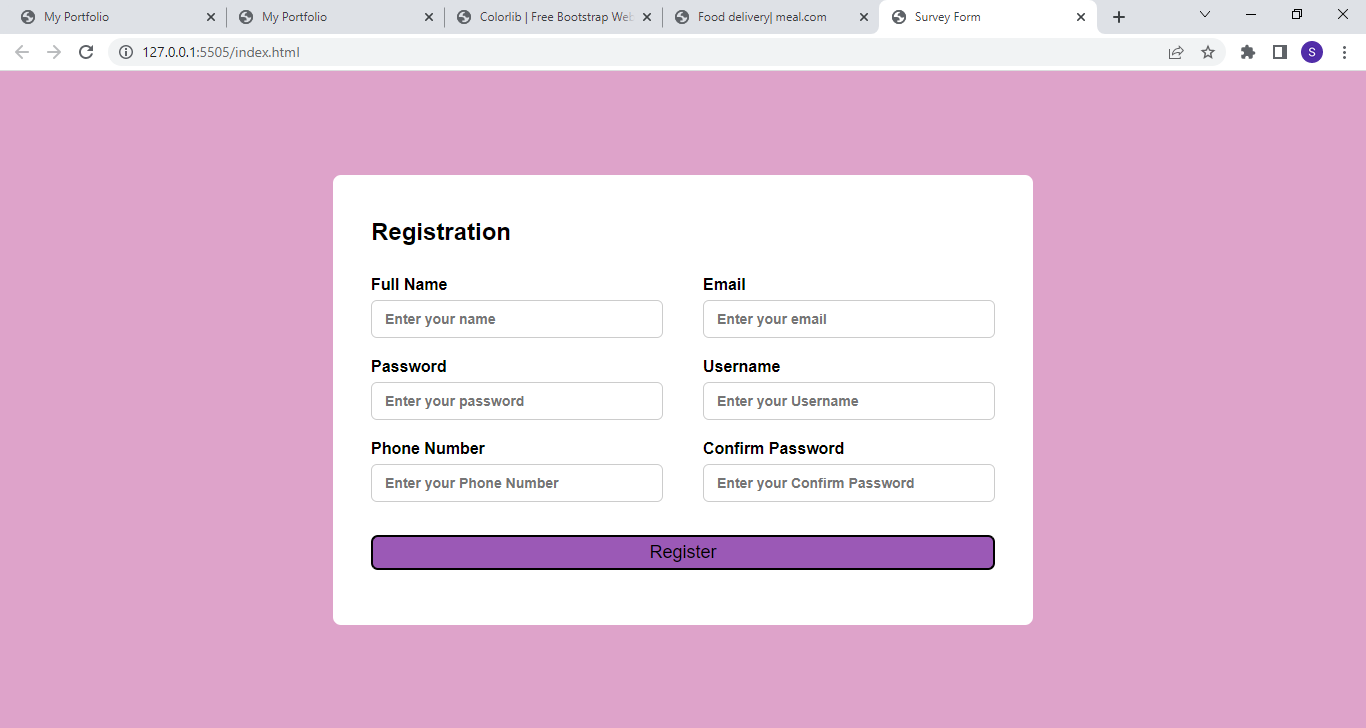 My Portfolio
My Portfolio
Colorlib | Free Bootstrap Web
Food delivery| meal.com
Survey Form
127.0.0.1:5505/index.html
S
Registration
Full Name
Email
Enter your name
Enter your email
Password
Username
Enter your password
Enter your Username
Phone Number
Confirm Password
Enter your Phone Number
Enter your Confirm Password
Register